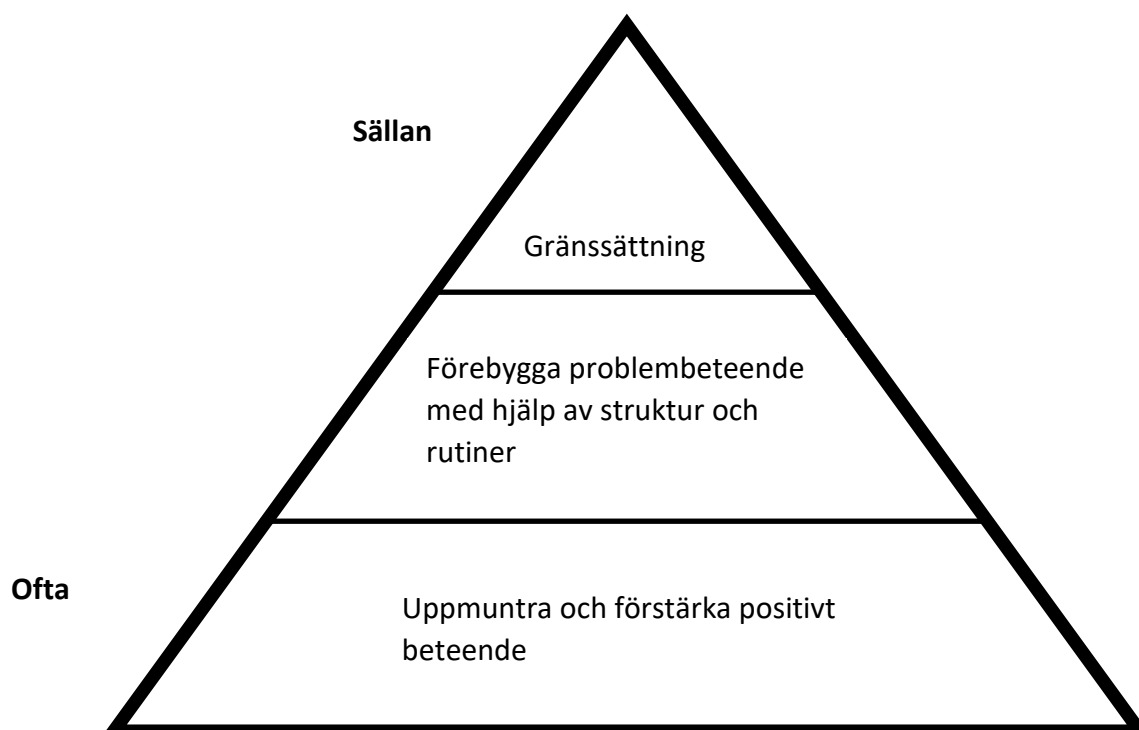 Sällan
Gränssättning
Förebygga problembeteende
med hjälp av struktur och
rutiner
Ofta
Uppmuntra och förstärka positivt
beteende